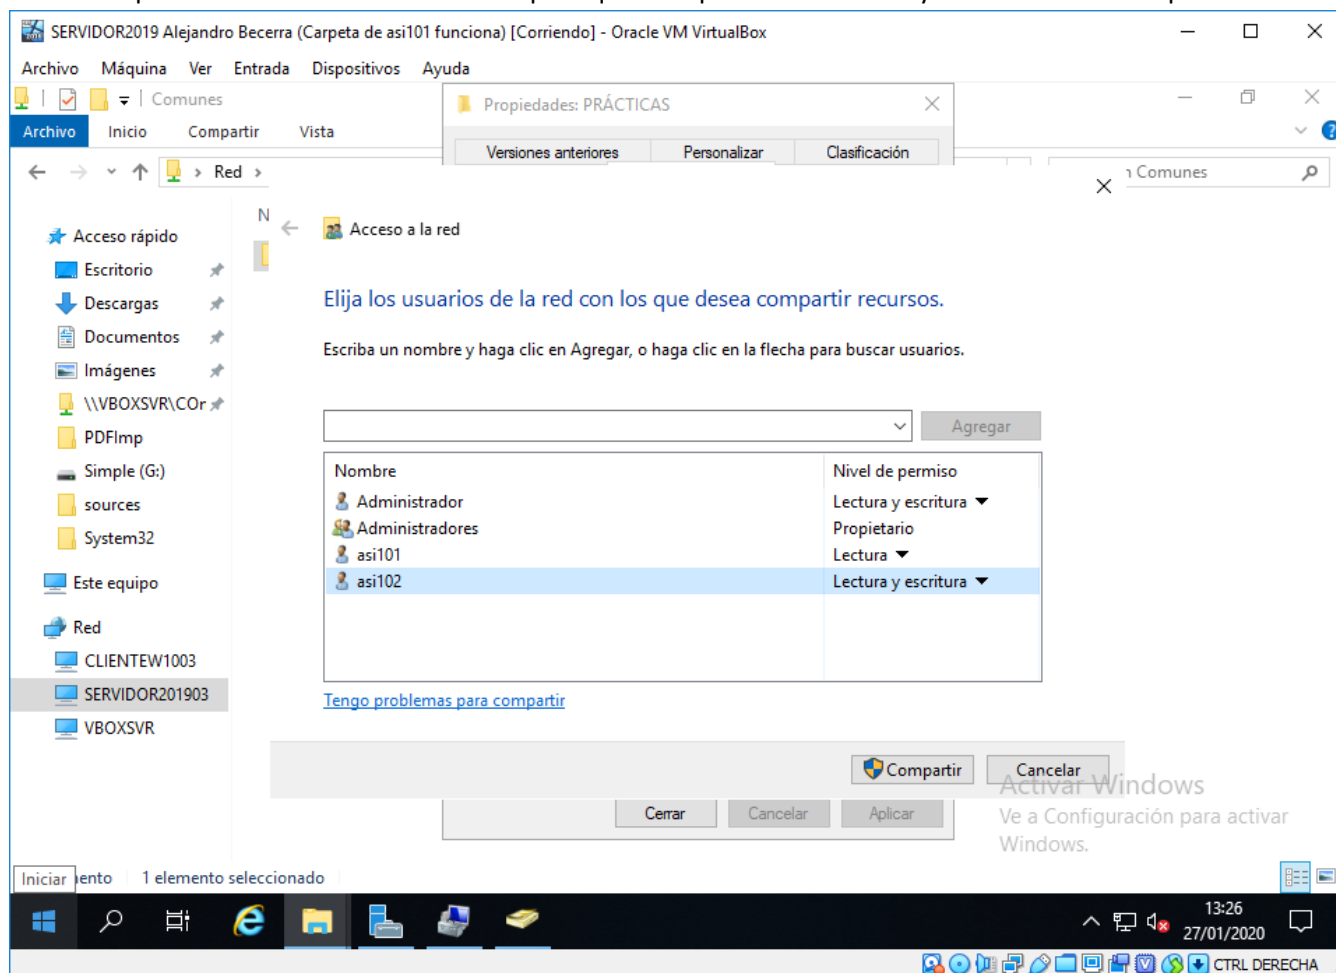 SERVIDOR2019 Alejandro Becerra (Carpeta de asi101 funciona) [Corriendo] - Oracle VM VirtualBox
Archivo Máquina Ver Entrada Dispositivos Ayuda
Comunes
Propiedades: PRÁCTICAS
Archivo Inicio Compartir Vista
Versiones anteriores Personalizar Clasificación
Red
Comunes
Acceso a la red
Acceso rápido
Escritorio
Descargas
Documentos
Imágenes
\\VBOXSVR\COr
PDFImp
Simple (G:)
sources
System32
Este equipo
Red
CLIENTEW1003
SERVIDOR201903
VBOXSVR
Elija los usuarios de la red con los que desea compartir recursos.
Escriba un nombre y haga clic en Agregar, o haga clic en la flecha para buscar usuarios.
Agregar
Nombre Nivel de permiso
Administrador Lectura y escritura
Administradores Propietario
asi101 Lectura
asi102 Lectura y escritura
Tengo problemas para compartir
Compartir Cancelar
Cerrar Cancelar Aplicar
Activar Windows
Ve a Configuración para activar
Windows.
Iniciar ento 1 elemento seleccionado
13:26
27/01/2020
CTRL DERECHA